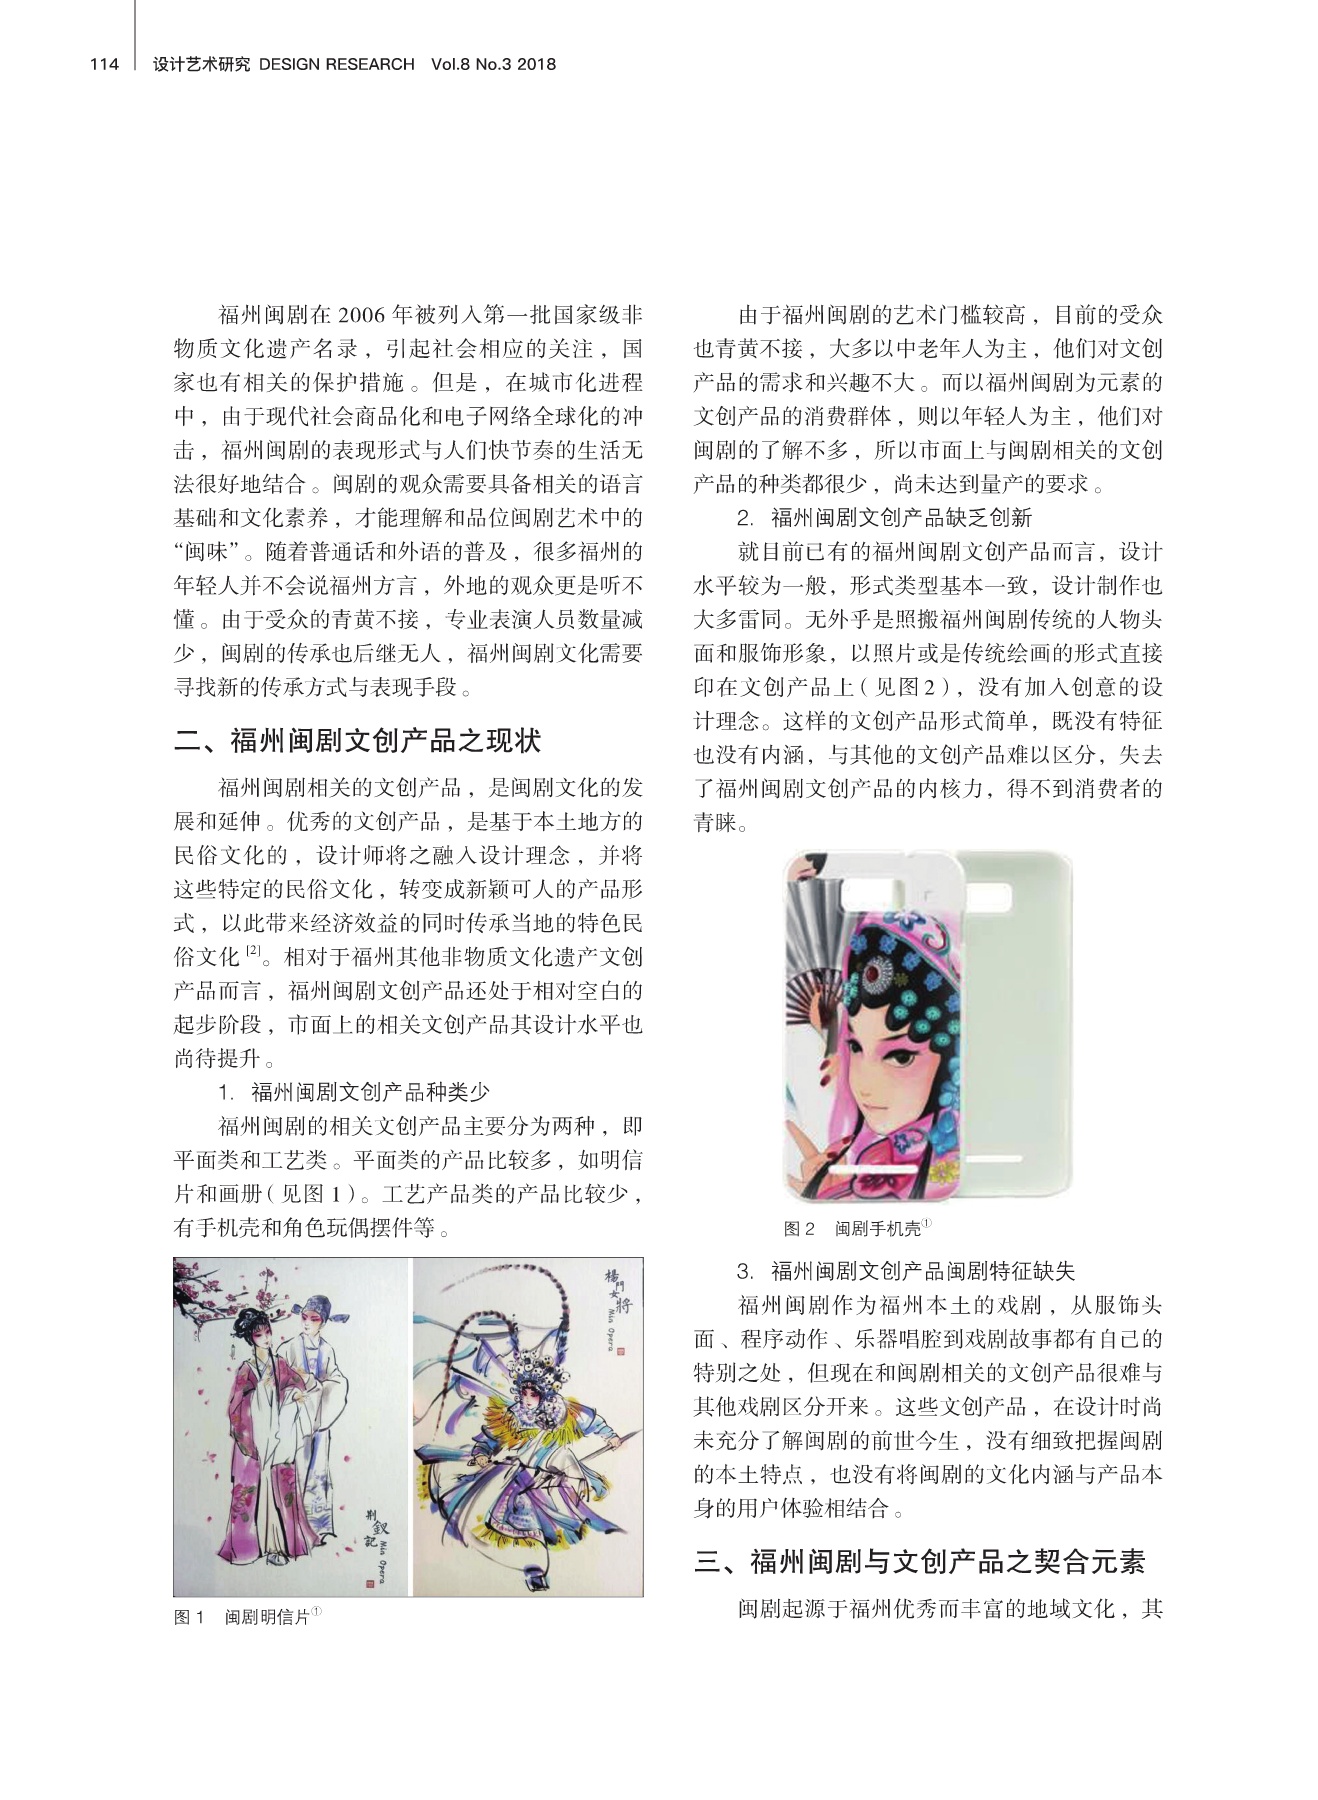 114 设计艺术研究 DESIGN RESEARCH Vol.8 No.3 2018
福州闽剧在 2006 年被列入第一批国家级非
物质文化遗产名录，引起社会相应的关注，国
家也有相关的保护措施。但是，在城市化进程
中，由于现代社会商品化和电子网络全球化的冲
击，福州闽剧的表现形式与人们快节奏的生活无
法很好地结合。闽剧的观众需要具备相关的语言
基础和文化素养，才能理解和品位闽剧艺术中的
“闽味”。随着普通话和外语的普及，很多福州的
年轻人并不会说福州方言，外地的观众更是听不
懂。由于受众的青黄不接，专业表演人员数量减
少，闽剧的传承也后继无人，福州闽剧文化需要
寻找新的传承方式与表现手段。
二、福州闽剧文创产品之现状
福州闽剧相关的文创产品，是闽剧文化的发
展和延伸。优秀的文创产品，是基于本土地方的
民俗文化的，设计师将之融入设计理念，并将
这些特定的民俗文化，转变成新颖可人的产品形
式，以此带来经济效益的同时传承当地的特色民
俗文化[2]。相对于福州其他非物质文化遗产文创
产品而言，福州闽剧文创产品还处于相对空白的
起步阶段，市面上的相关文创产品其设计水平也
尚待提升。
1. 福州闽剧文创产品种类少
福州闽剧的相关文创产品主要分为两种，即
平面类和工艺类。平面类的产品比较多，如明信
片和画册（见图 1）。工艺产品类的产品比较少，
有手机壳和角色玩偶摆件等。
荆釵記
Min Opera
楊門女將
Min Opera
图 1 闽剧明信片①
由于福州闽剧的艺术门槛较高，目前的受众
也青黄不接，大多以中老年人为主，他们对文创
产品的需求和兴趣不大。而以福州闽剧为元素的
文创产品的消费群体，则以年轻人为主，他们对
闽剧的了解不多，所以市面上与闽剧相关的文创
产品的种类都很少，尚未达到量产的要求。
2. 福州闽剧文创产品缺乏创新
就目前已有的福州闽剧文创产品而言，设计
水平较为一般，形式类型基本一致，设计制作也
大多雷同。无外乎是照搬福州闽剧传统的人物头
面和服饰形象，以照片或是传统绘画的形式直接
印在文创产品上（见图 2），没有加入创意的设
计理念。这样的文创产品形式简单，既没有特征
也没有内涵，与其他的文创产品难以区分，失去
了福州闽剧文创产品的内核力，得不到消费者的
青睐。
图 2 闽剧手机壳①
3. 福州闽剧文创产品闽剧特征缺失
福州闽剧作为福州本土的戏剧，从服饰头
面、程序动作、乐器唱腔到戏剧故事都有自己的
特别之处，但现在和闽剧相关的文创产品很难与
其他戏剧区分开来。这些文创产品，在设计时尚
未充分了解闽剧的前世今生，没有细致把握闽剧
的本土特点，也没有将闽剧的文化内涵与产品本
身的用户体验相结合。
三、福州闽剧与文创产品之契合元素
闽剧起源于福州优秀而丰富的地域文化，其